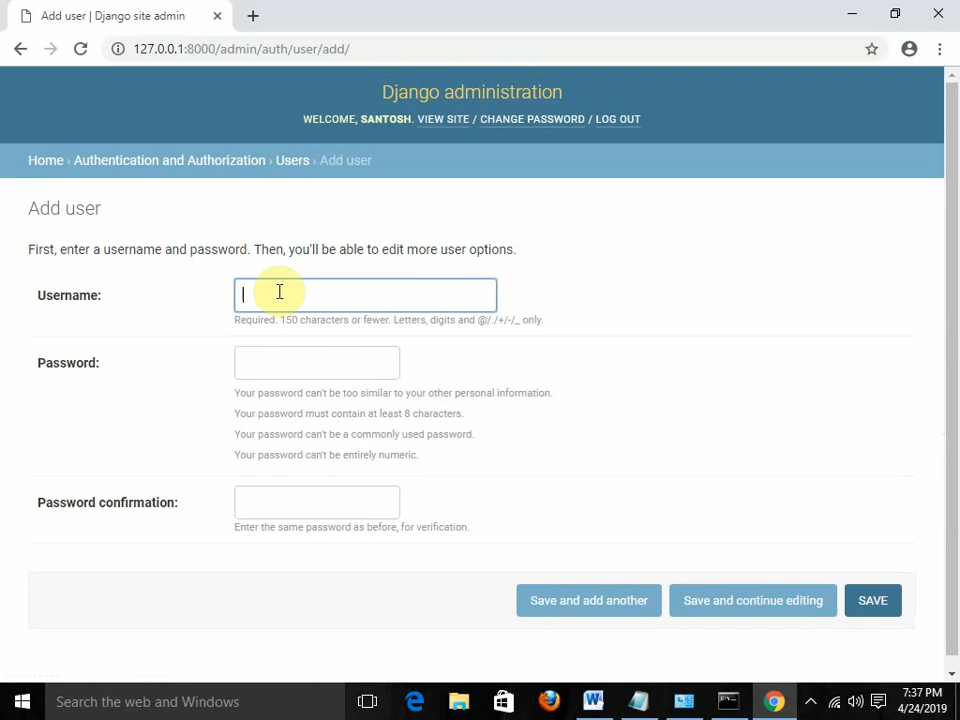 Add user | Django site admin
127.0.0.1:8000/admin/auth/user/add/
Django administration
WELCOME, SANTOSH. VIEW SITE / CHANGE PASSWORD / LOG OUT
Home › Authentication and Authorization › Users › Add user
Add user
First, enter a username and password. Then, you'll be able to edit more user options.
Username:
Required. 150 characters or fewer. Letters, digits and @/./+/-/_ only.
Password:
Your password can't be too similar to your other personal information.
Your password must contain at least 8 characters.
Your password can't be a commonly used password.
Your password can't be entirely numeric.
Password confirmation:
Enter the same password as before, for verification.
Save and add another Save and continue editing SAVE
Search the web and Windows
7:37 PM
4/24/2019